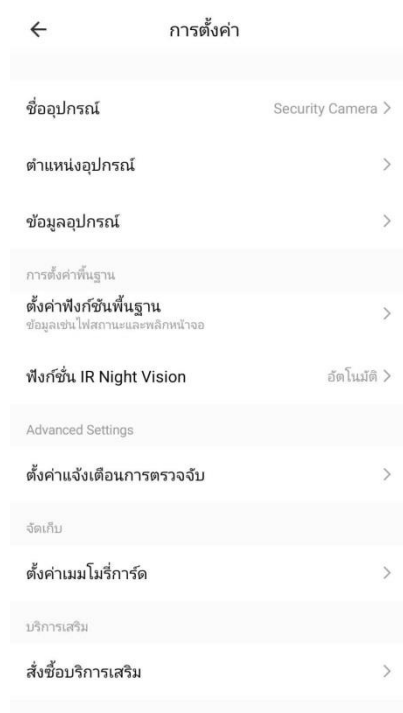 การตั้งค่า
ชื่ออุปกรณ์ Security Camera
ตำแหน่งอุปกรณ์
ข้อมูลอุปกรณ์
การตั้งค่าพื้นฐาน
ตั้งค่าฟังก์ชันพื้นฐาน
ข้อมูลเช่นไฟสถานะและพลิกหน้าจอ
ฟังก์ชั่น IR Night Vision อัตโนมัติ
Advanced Settings
ตั้งค่าแจ้งเตือนการตรวจจับ
จัดเก็บ
ตั้งค่าเมมโมรี่การ์ด
บริการเสริม
สั่งซื้อบริการเสริม